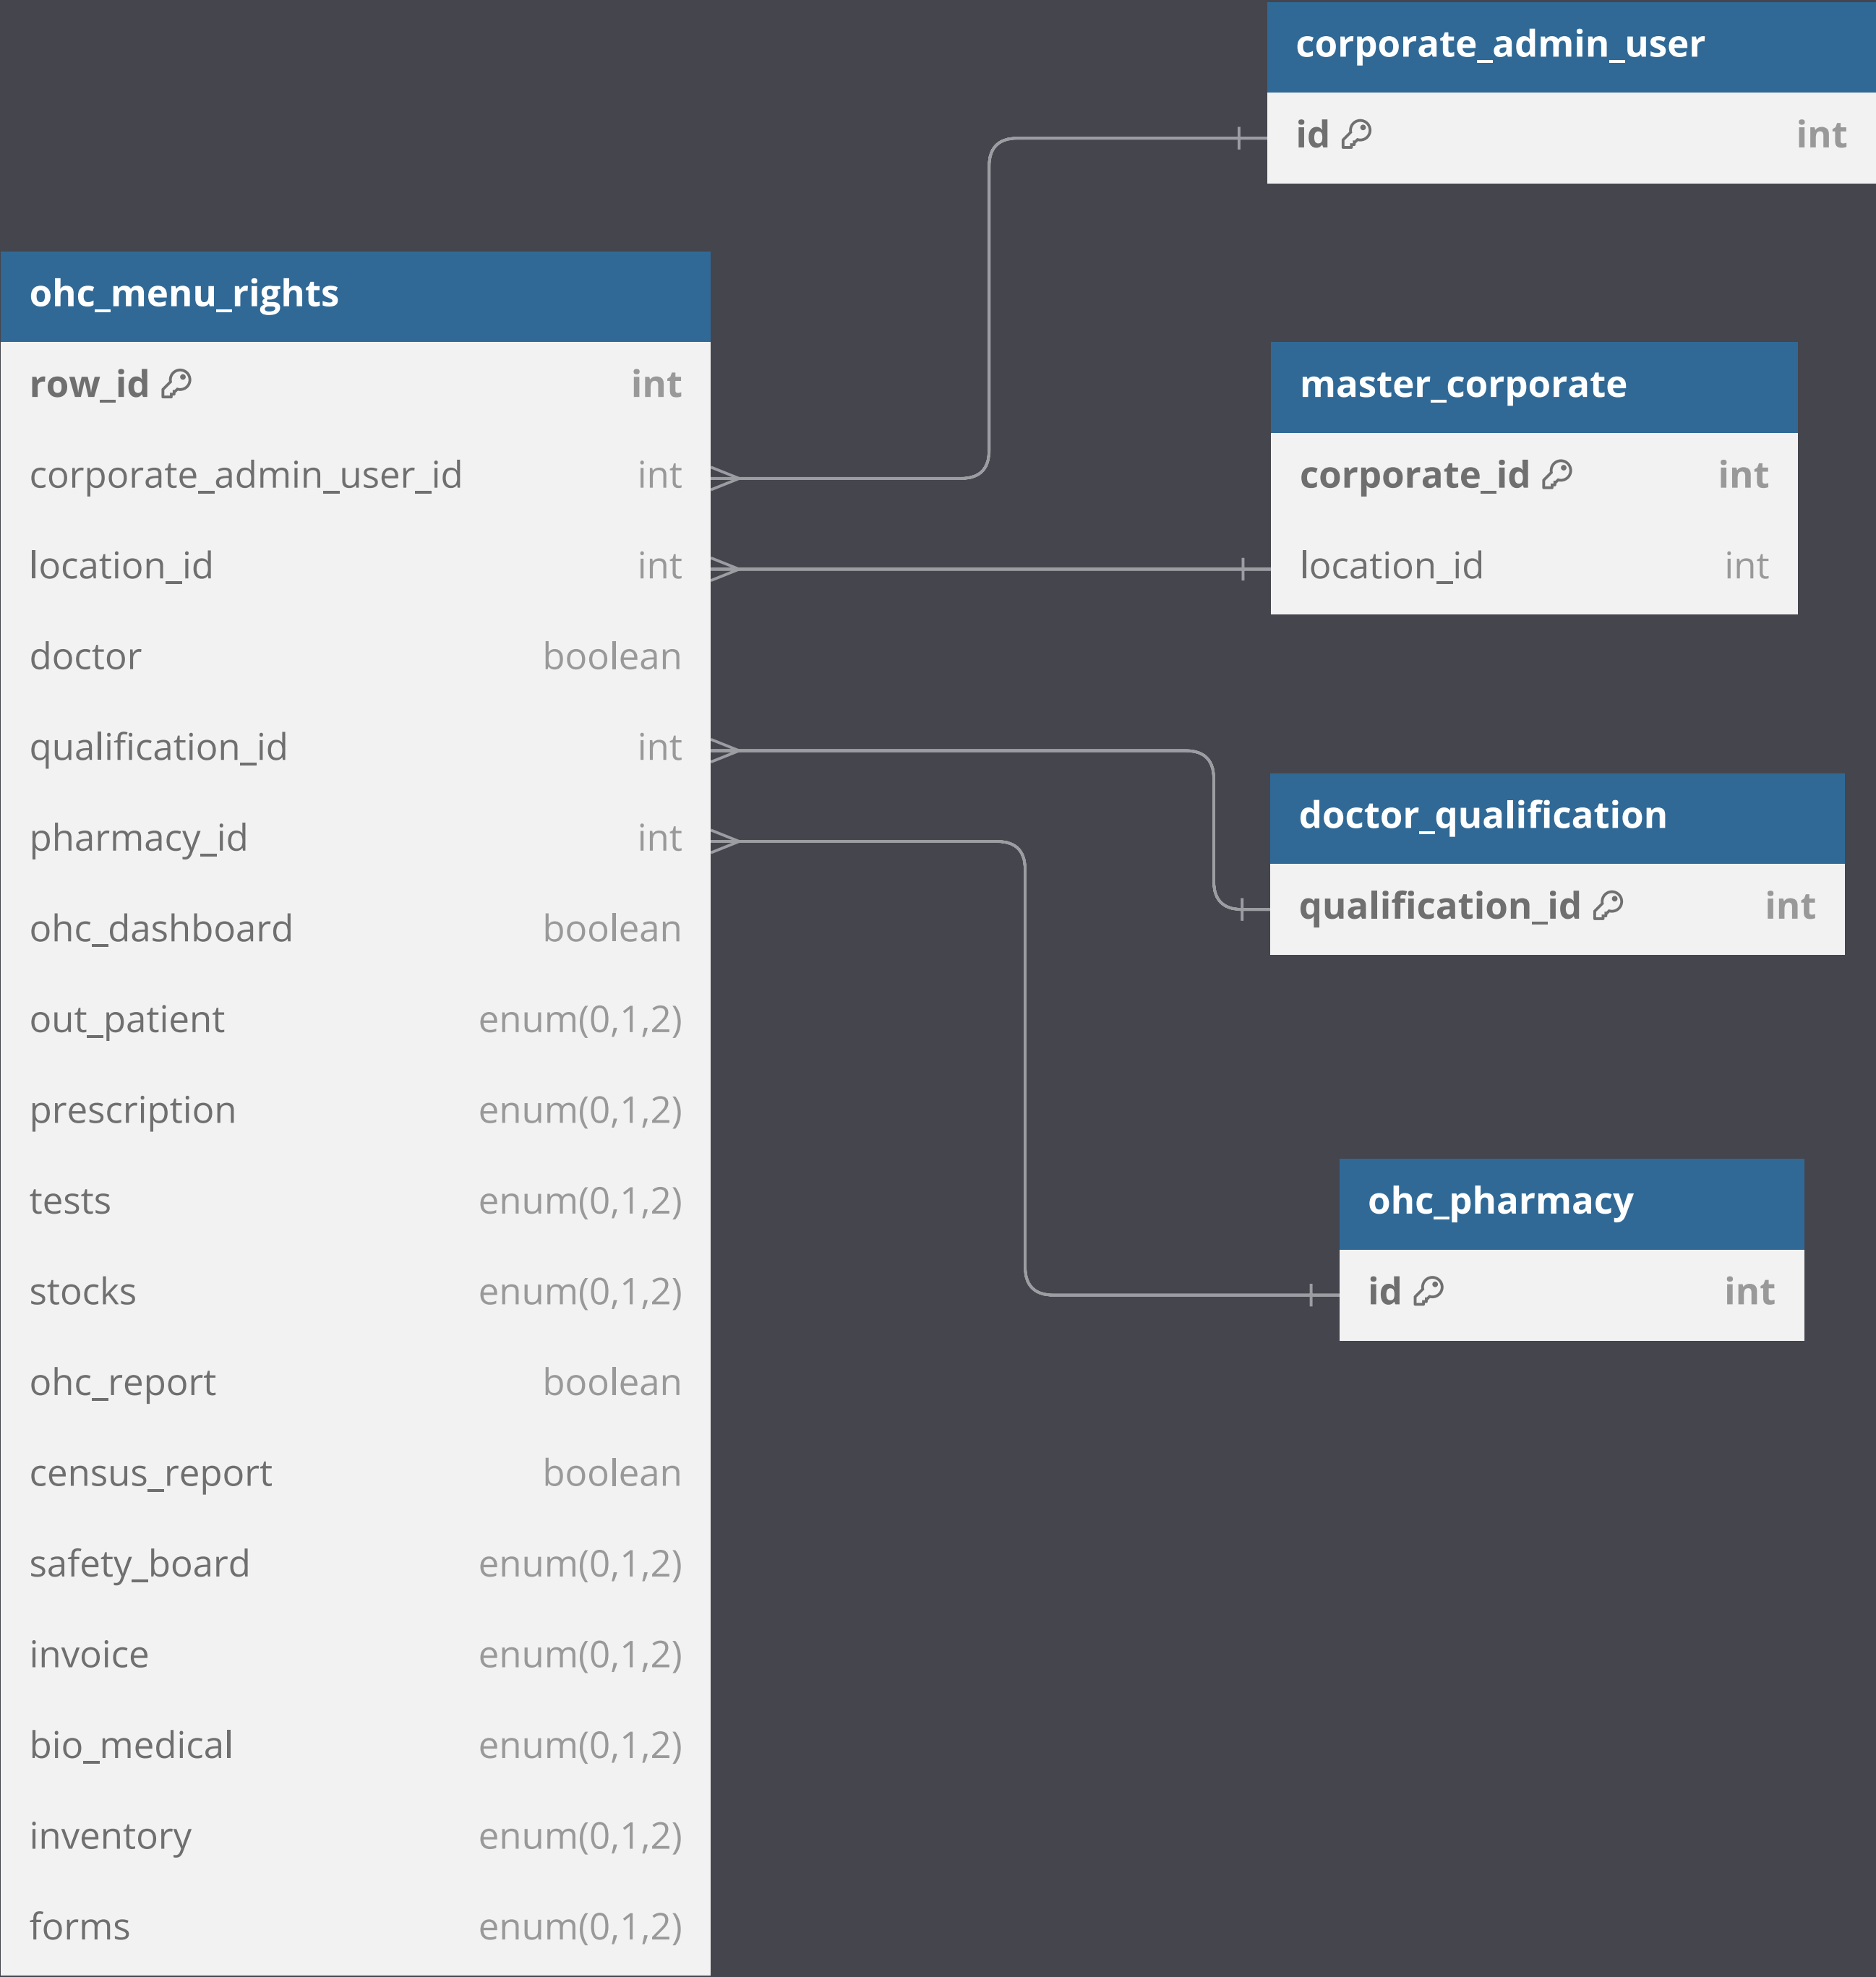 corporate_admin_user
id int
ohc_menu_rights
row_id int
corporate_admin_user_id int
location_id int
doctor boolean
qualification_id int
pharmacy_id int
ohc_dashboard boolean
out_patient enum(0,1,2)
prescription enum(0,1,2)
tests enum(0,1,2)
stocks enum(0,1,2)
ohc_report boolean
census_report boolean
safety_board enum(0,1,2)
invoice enum(0,1,2)
bio_medical enum(0,1,2)
inventory enum(0,1,2)
forms enum(0,1,2)
master_corporate
corporate_id int
location_id int
doctor_qualification
qualification_id int
ohc_pharmacy
id int